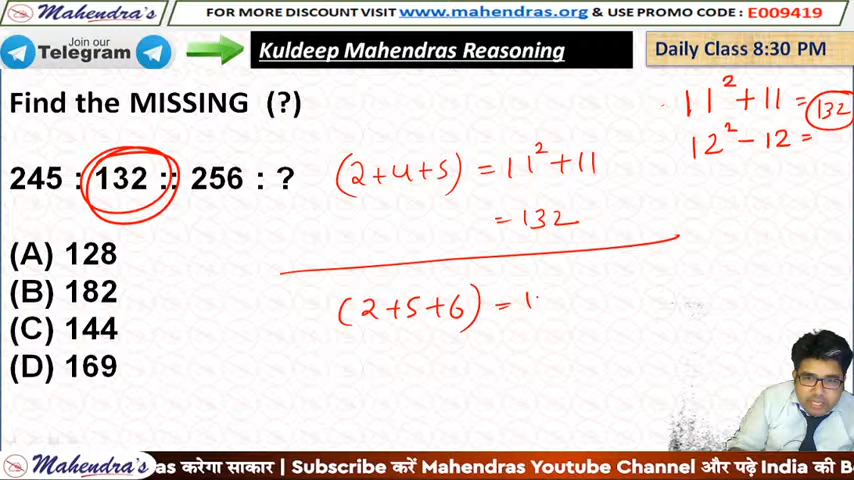 Mahendra's
FOR MORE DISCOUNT VISIT www.mahendras.org & USE PROMO CODE : E009419
Join our
Telegram
Kuldeep Mahendras Reasoning
Daily Class 8:30 PM
Find the MISSING (?)
11² + 11 = 132
12² - 12 =
245 : 132 :: 256 : ?
(2+4+5) = 11² + 11
= 132
(A) 128
(B) 182
(2+5+6) = 1
(C) 144
(D) 169
Mahendra's
करेगा साकार | Subscribe करें Mahendras Youtube Channel और पढ़े India की